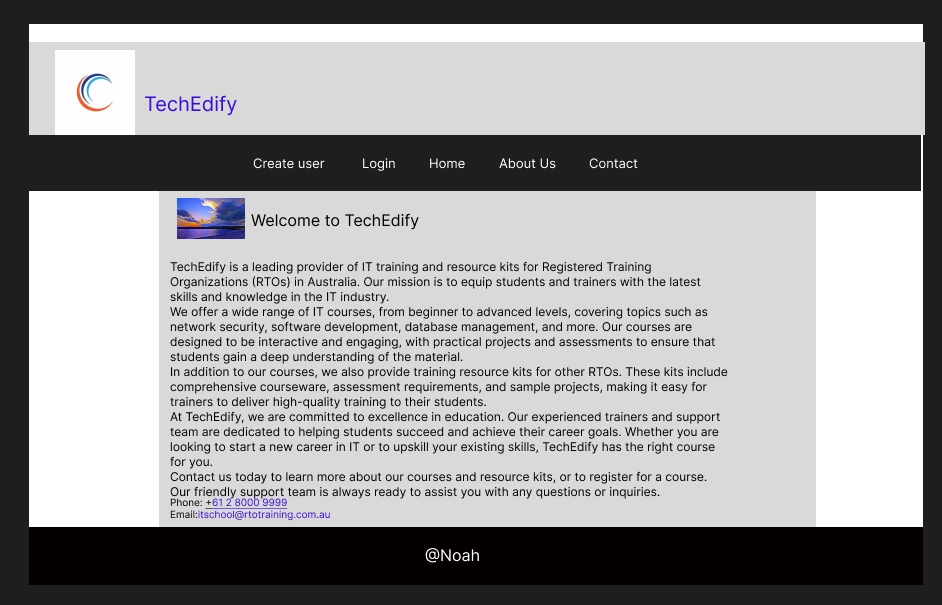 TechEdify
Create user Login Home About Us Contact
Welcome to TechEdify
TechEdify is a leading provider of IT training and resource kits for Registered Training
Organizations (RTOs) in Australia. Our mission is to equip students and trainers with the latest
skills and knowledge in the IT industry.
We offer a wide range of IT courses, from beginner to advanced levels, covering topics such as
network security, software development, database management, and more. Our courses are
designed to be interactive and engaging, with practical projects and assessments to ensure that
students gain a deep understanding of the material.
In addition to our courses, we also provide training resource kits for other RTOs. These kits include
comprehensive courseware, assessment requirements, and sample projects, making it easy for
trainers to deliver high-quality training to their students.
At TechEdify, we are committed to excellence in education. Our experienced trainers and support
team are dedicated to helping students succeed and achieve their career goals. Whether you are
looking to start a new career in IT or to upskill your existing skills, TechEdify has the right course
for you.
Contact us today to learn more about our courses and resource kits, or to register for a course.
Our friendly support team is always ready to assist you with any questions or inquiries.
Phone: +61 2 8000 9999
Email:itschool@rtotraining.com.au
@Noah